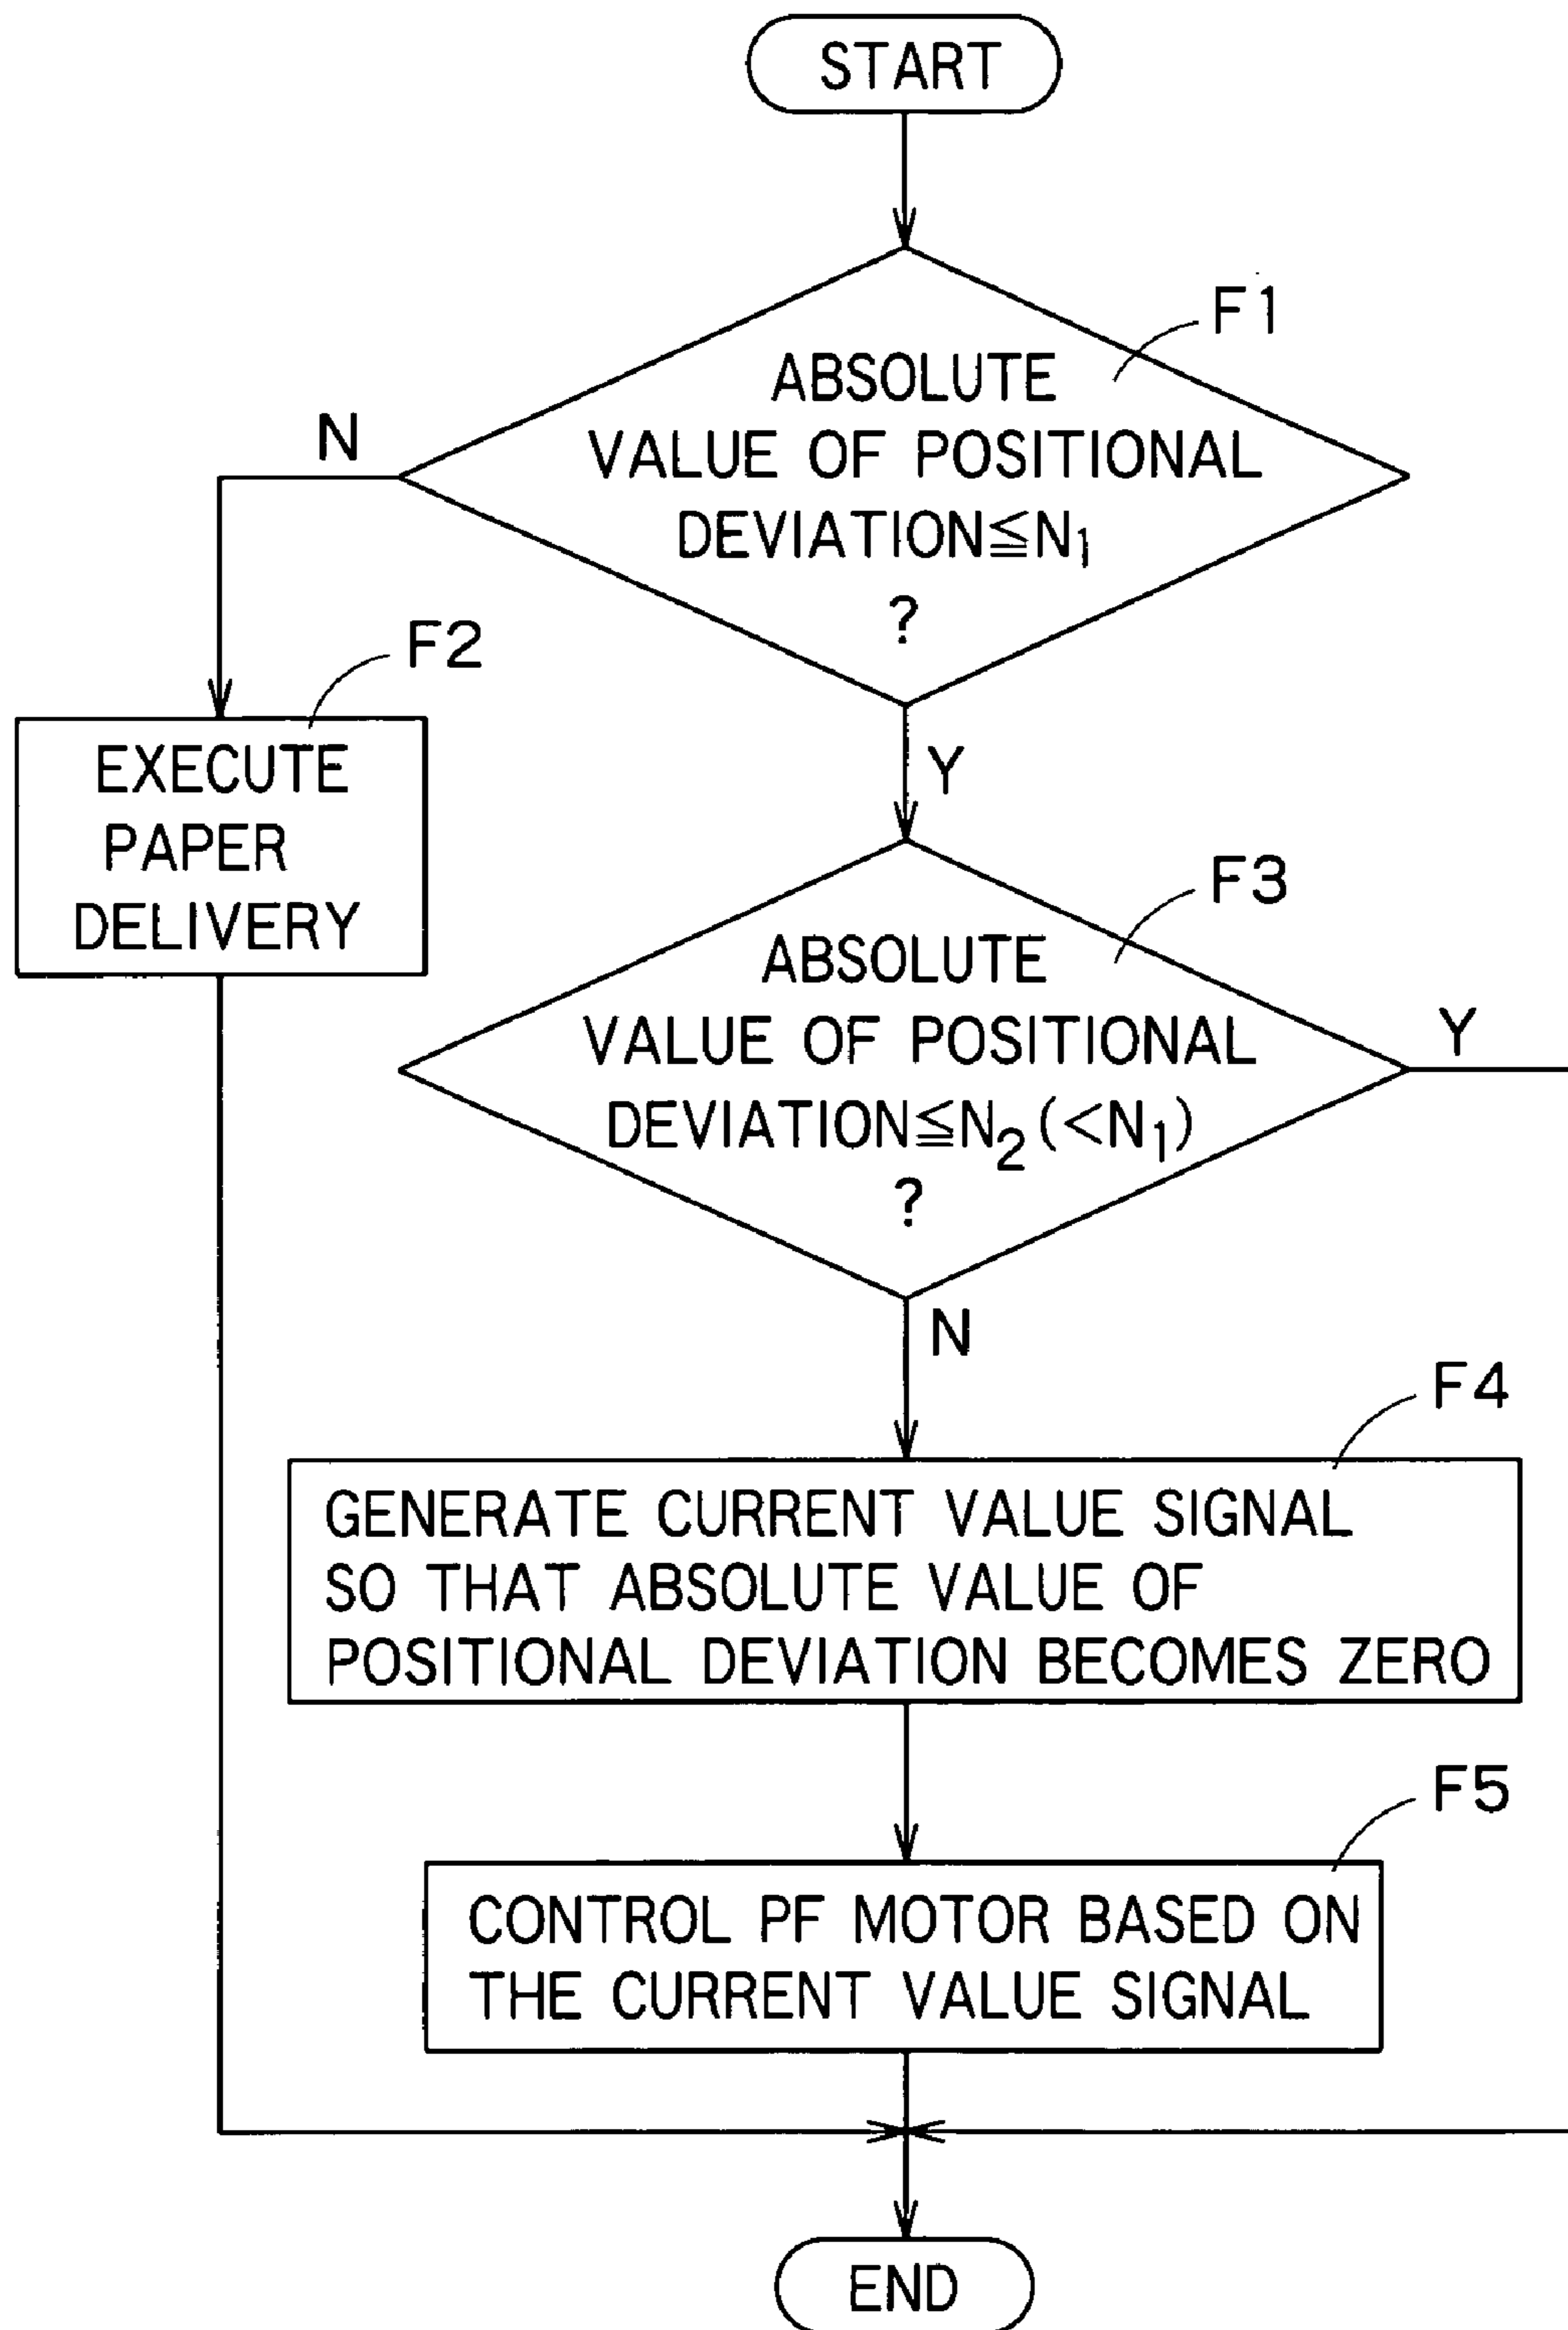 START
F1
ABSOLUTE
VALUE OF POSITIONAL
DEVIATION≦N1
?
N
Y
F2
EXECUTE
PAPER
DELIVERY
F3
ABSOLUTE
VALUE OF POSITIONAL
DEVIATION≦N2(<N1)
?
Y
N
F4
GENERATE CURRENT VALUE SIGNAL
SO THAT ABSOLUTE VALUE OF
POSITIONAL DEVIATION BECOMES ZERO
F5
CONTROL PF MOTOR BASED ON
THE CURRENT VALUE SIGNAL
END